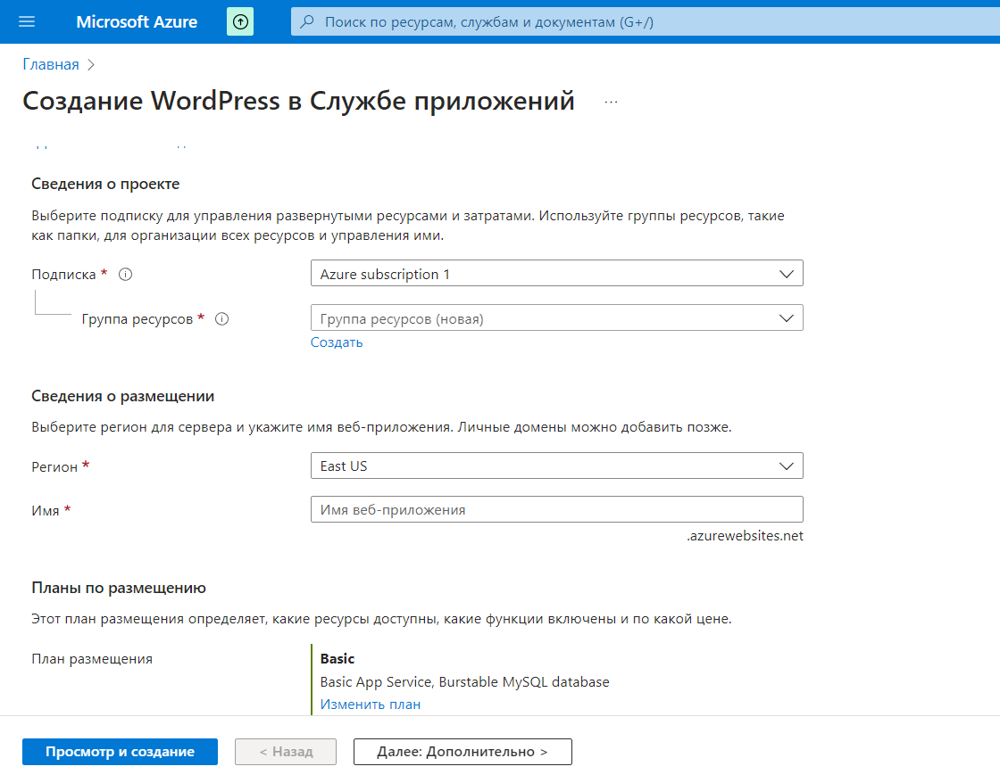 Microsoft Azure
Поиск по ресурсам, службам и документам (G+/)
Главная >
Создание WordPress в Службе приложений ...
Сведения о проекте
Выберите подписку для управления развернутыми ресурсами и затратами. Используйте группы ресурсов, такие
как папки, для организации всех ресурсов и управления ими.
Подписка * Azure subscription 1
Группа ресурсов * Группа ресурсов (новая)
Создать
Сведения о размещении
Выберите регион для сервера и укажите имя веб-приложения. Личные домены можно добавить позже.
Регион * East US
Имя * Имя веб-приложения
.azurewebsites.net
Планы по размещению
Этот план размещения определяет, какие ресурсы доступны, какие функции включены и по какой цене.
План размещения Basic
Basic App Service, Burstable MySQL database
Изменить план
Просмотр и создание < Назад Далее: Дополнительно >